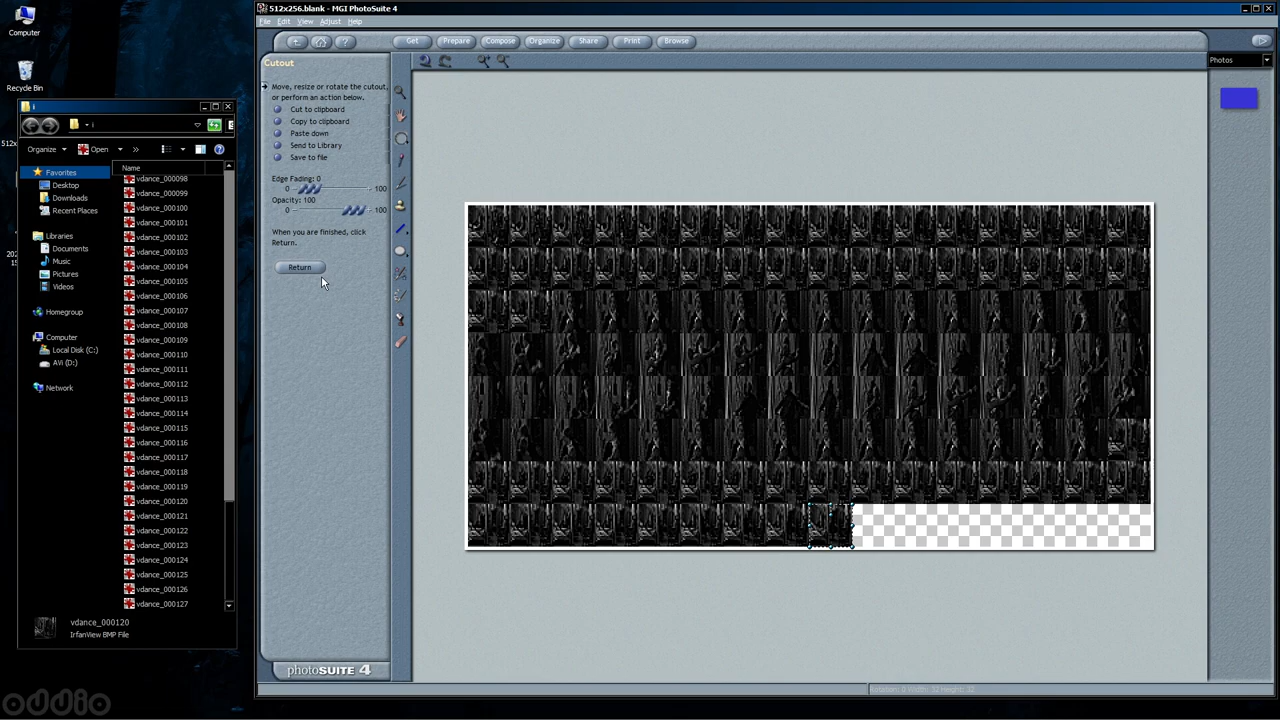 Computer
Recycle Bin
512x256.blank - MGI PhotoSuite 4
File Edit View Adjust Help
Get Prepare Compose Organize Share Print Browse
Photos
Cutout
Move, resize or rotate the cutout,
or perform an action below.
Cut to clipboard
Copy to clipboard
Paste down
Send to Library
Save to file
Edge Fading: 0
0 100
Opacity: 100
0 100
When you are finished, click
Return.
Return
photoSUITE 4
Rotation: 0 Width: 32 Height: 32
i
i
Organize Open »
Name
Favorites
Desktop
Downloads
Recent Places
Libraries
Documents
Music
Pictures
Videos
Homegroup
Computer
Local Disk (C:)
AVi (D:)
Network
vdance_000098
vdance_000099
vdance_000100
vdance_000101
vdance_000102
vdance_000103
vdance_000104
vdance_000105
vdance_000106
vdance_000107
vdance_000108
vdance_000109
vdance_000110
vdance_000111
vdance_000112
vdance_000113
vdance_000114
vdance_000115
vdance_000116
vdance_000117
vdance_000118
vdance_000119
vdance_000120
vdance_000121
vdance_000122
vdance_000123
vdance_000124
vdance_000125
vdance_000126
vdance_000127
vdance_000120
IrfanView BMP File
oddio